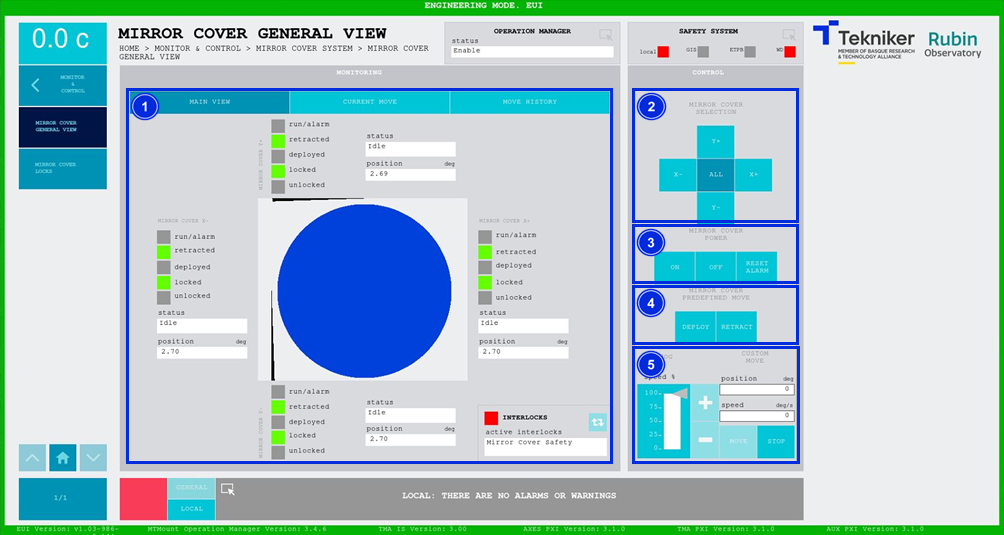 ENGINEERING MODE. EUI
0.0 c
MONITOR
&
CONTROL
MIRROR COVER
GENERAL VIEW
MIRROR COVER
LOCKS
1/1
MIRROR COVER GENERAL VIEW
HOME > MONITOR & CONTROL > MIRROR COVER SYSTEM > MIRROR COVER
GENERAL VIEW
OPERATION MANAGER
status
Enable
SAFETY SYSTEM
local
GIS
ETPB
WD
Tekniker
MEMBER OF BASQUE RESEARCH
& TECHNOLOGY ALLIANCE
Rubin
Observatory
MONITORING
1
MAIN VIEW
CURRENT MOVE
MOVE HISTORY
run/alarm
retracted
deployed
locked
unlocked
status
Idle
position deg
2.69
MIRROR COVER X-
run/alarm
retracted
deployed
locked
unlocked
status
Idle
position deg
2.70
MIRROR COVER X+
run/alarm
retracted
deployed
locked
unlocked
status
Idle
position deg
2.70
run/alarm
retracted
deployed
locked
unlocked
status
Idle
position deg
2.70
INTERLOCKS
active interlocks
Mirror Cover Safety
CONTROL
2
MIRROR COVER
SELECTION
Y+
X-
ALL
X+
Y-
3
MIRROR COVER
POWER
ON
OFF
RESET
ALARM
4
MIRROR COVER
PREDEFINED MOVE
DEPLOY
RETRACT
5
CUSTOM
MOVE
speed %
100
75
50
25
0
+
-
position deg
0
speed deg/s
0
MOVE
STOP
GENERAL
LOCAL
LOCAL: THERE ARE NO ALARMS OR WARNINGS
EUI Version: v1.03-986-
MTMount Operation Manager Version: 3.4.6
TMA IS Version: 3.00
AXES PXI Version: 3.1.0
TMA PXI Version: 3.1.0
AUX PXI Version: 3.1.0